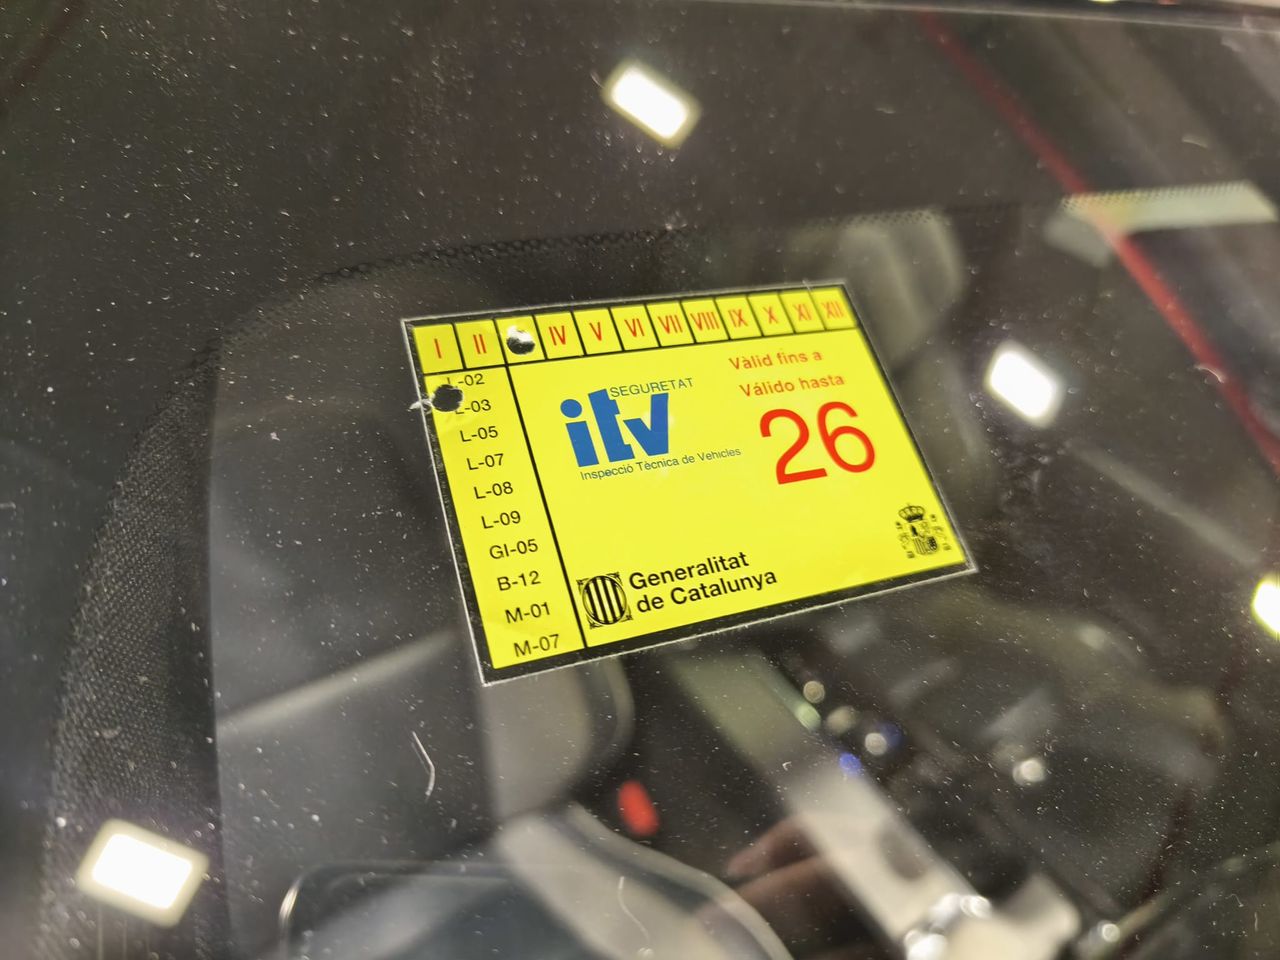 I II IV V VI VII VIII IX X XI XII
L-02
L-03
L-05
L-07
L-08
L-09
GI-05
B-12
M-01
M-07
SEGURETAT
itv
Inspecció Tècnica de Vehicles
Vàlid fins a
Válido hasta
26
Generalitat
de Catalunya